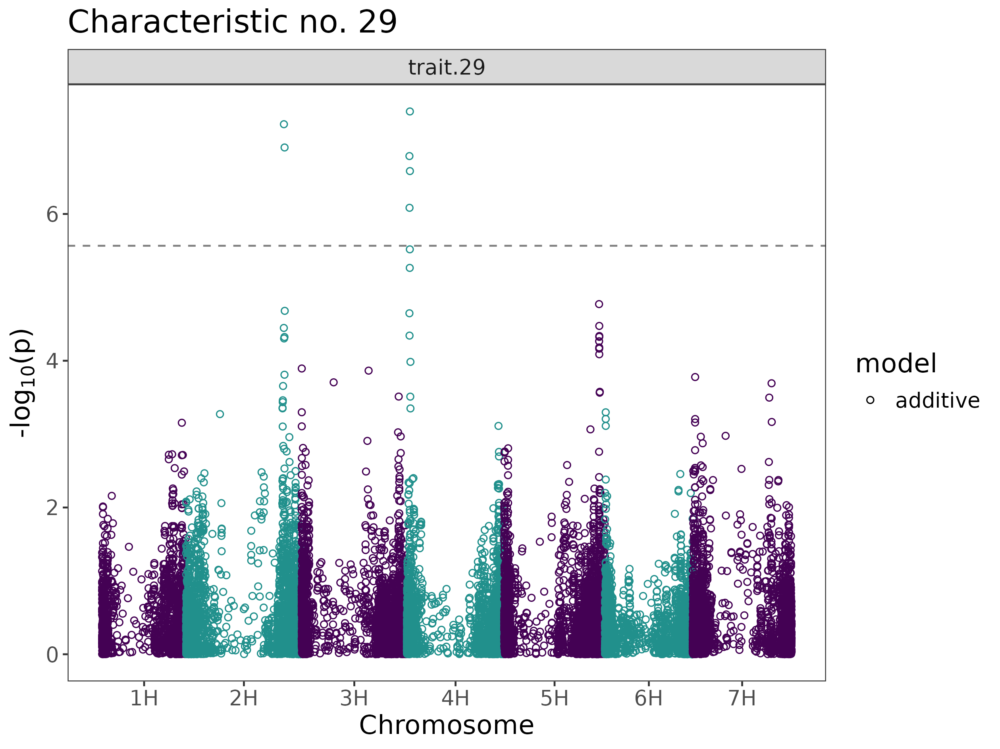 Characteristic no. 29
trait.29
6
4
2
0
-log10(p)
1H 2H 3H 4H 5H 6H 7H
Chromosome
model
additive